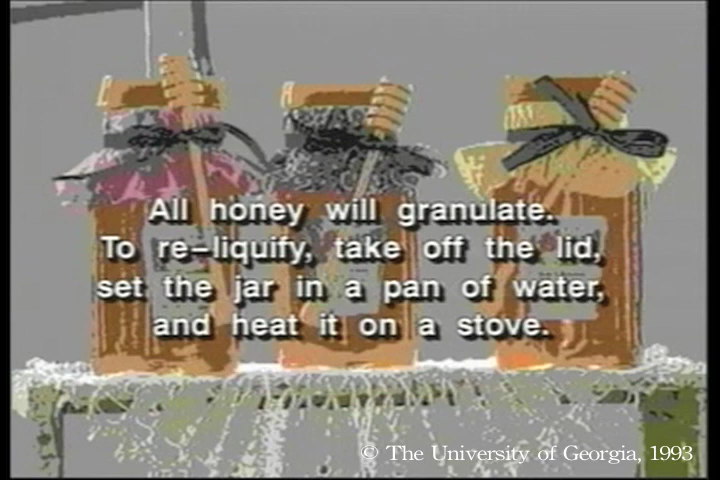 All honey will granulate.
To re-liquify, take off the lid,
set the jar in a pan of water,
and heat it on a stove.
© The University of Georgia, 1993